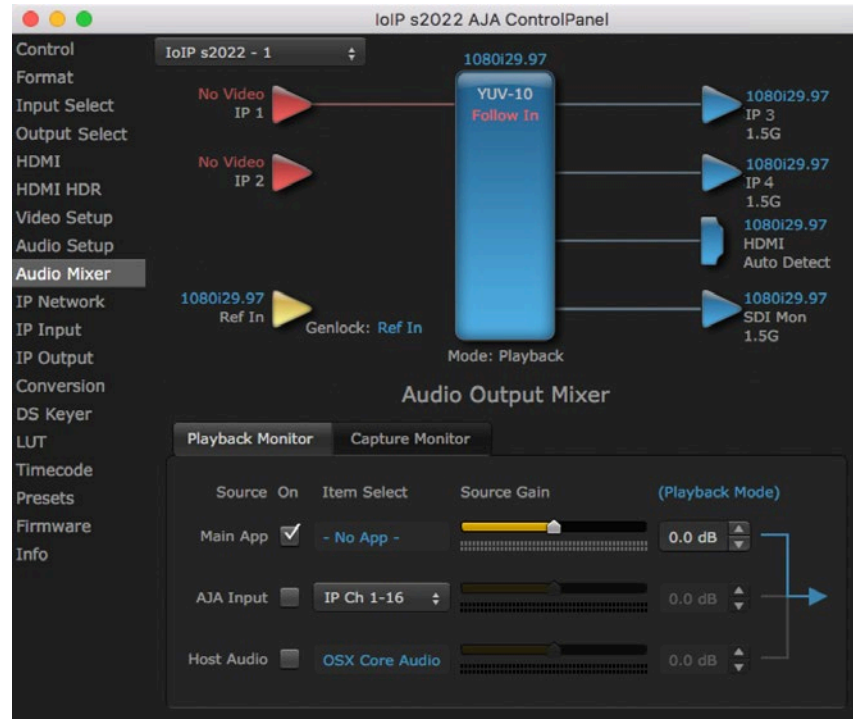 IoIP s2022 AJA ControlPanel
Control
Format
Input Select
Output Select
HDMI
HDMI HDR
Video Setup
Audio Setup
Audio Mixer
IP Network
IP Input
IP Output
Conversion
DS Keyer
LUT
Timecode
Presets
Firmware
Info
IoIP s2022 - 1
1080i29.97
No Video
IP 1
YUV-10
Follow In
1080i29.97
IP 3
1.5G
No Video
IP 2
1080i29.97
IP 4
1.5G
1080i29.97
HDMI
Auto Detect
1080i29.97
Ref In
Genlock: Ref In
1080i29.97
SDI Mon
1.5G
Mode: Playback
Audio Output Mixer
Playback Monitor Capture Monitor
Source On Item Select Source Gain (Playback Mode)
Main App - No App - 0.0 dB
AJA Input IP Ch 1-16 0.0 dB
Host Audio OSX Core Audio 0.0 dB